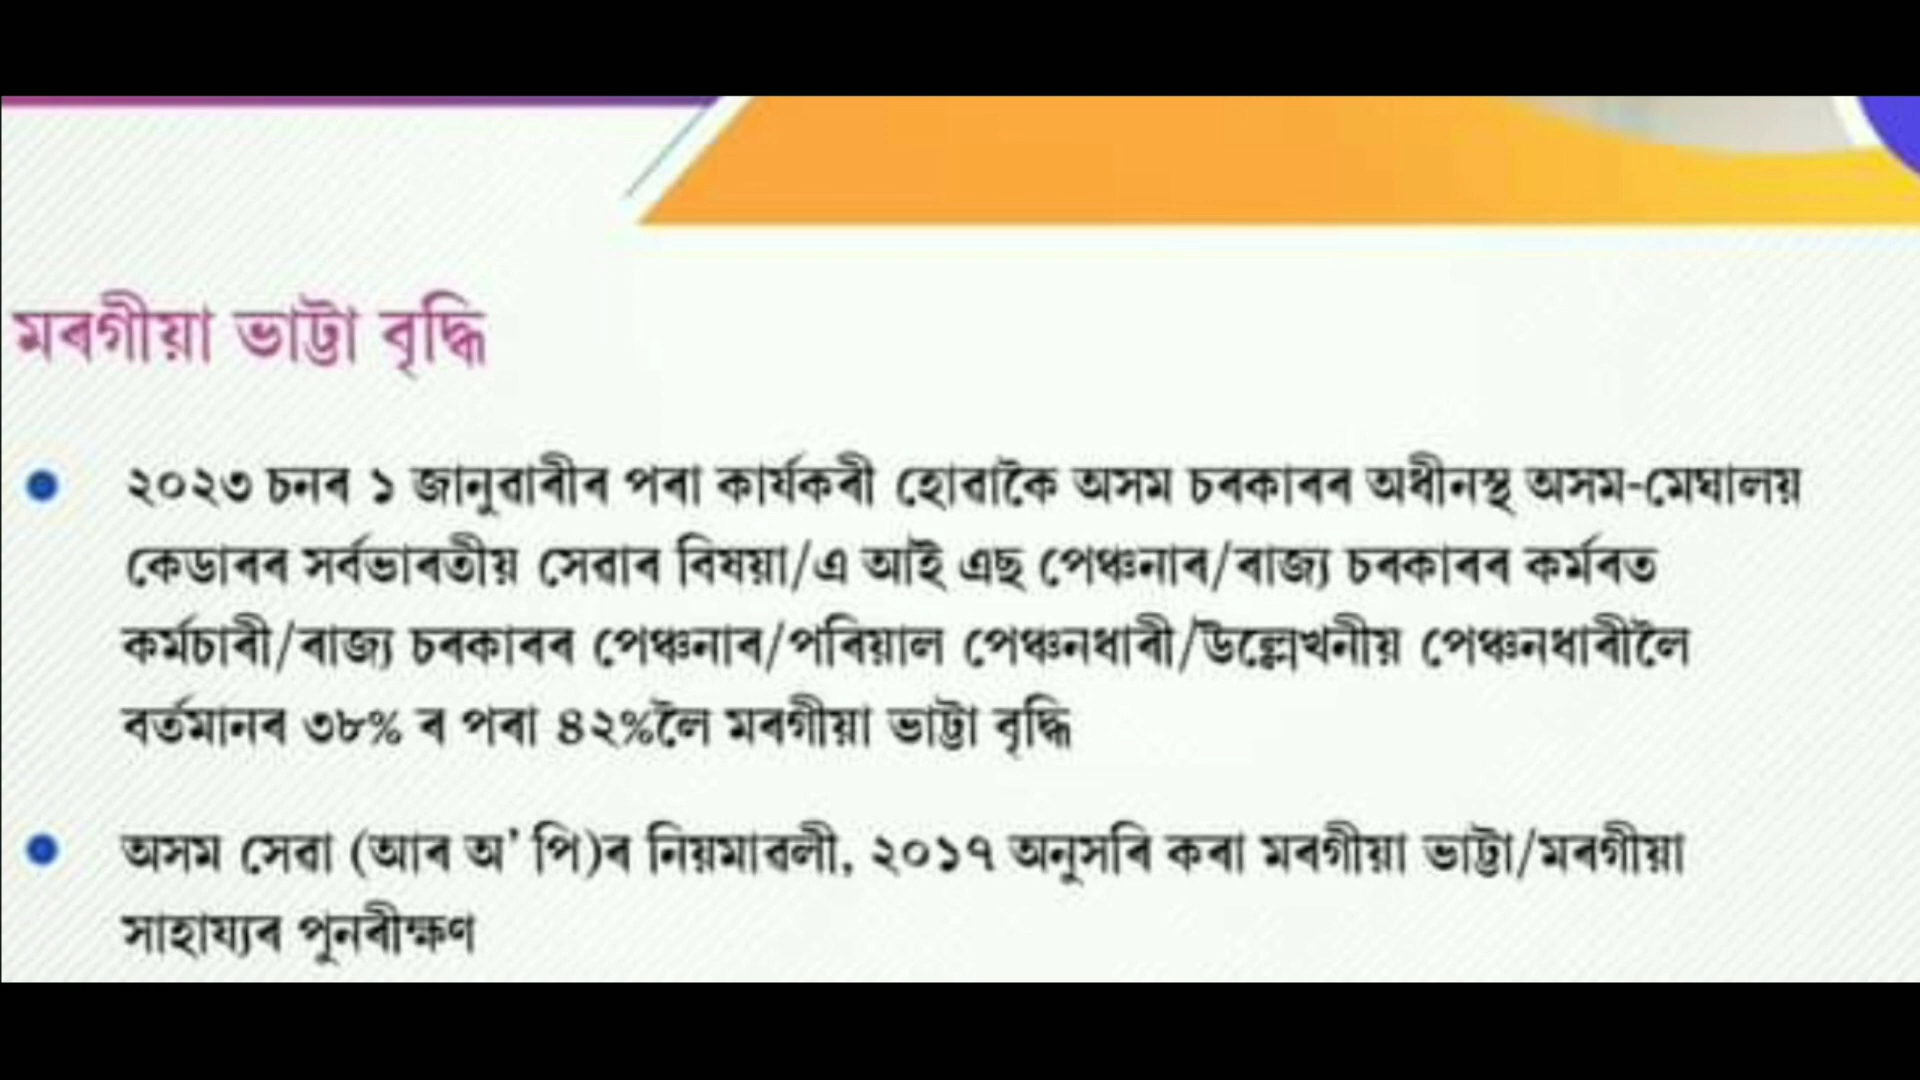 মৰগীয়া ভাট্টা বৃদ্ধি
২০২৩ চনৰ ১ জানুৱাৰীৰ পৰা কাৰ্যকৰী হোৱাকৈ অসম চৰকাৰৰ অধীনস্থ অসম-মেঘালয়
কেডাৰৰ সৰ্বভাৰতীয় সেৱাৰ বিষয়া/এ আই এছ পেঞ্চনাৰ/ৰাজ্য চৰকাৰৰ কৰ্মৰত
কৰ্মচাৰী/ৰাজ্য চৰকাৰৰ পেঞ্চনাৰ/পৰিয়াল পেঞ্চনধাৰী/উল্লেখনীয় পেঞ্চনধাৰীলৈ
বৰ্তমানৰ ৩৮% ৰ পৰা ৪২%লৈ মৰগীয়া ভাট্টা বৃদ্ধি
অসম সেৱা (আৰ অ' পি)ৰ নিয়মাৱলী, ২০১৭ অনুসৰি কৰা মৰগীয়া ভাট্টা/মৰগীয়া
সাহায্যৰ পুনৰীক্ষণ